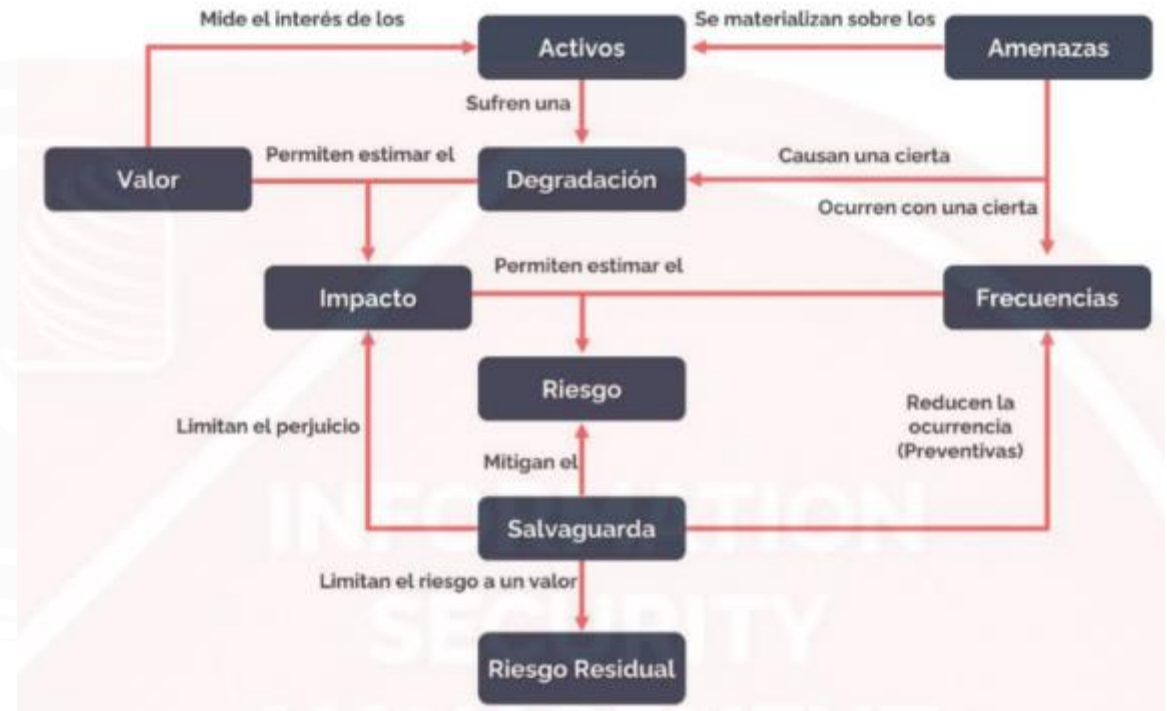 Mide el interés de los
Se materializan sobre los
Activos
Amenazas
Sufren una
Permiten estimar el
Causan una cierta
Valor
Degradación
Ocurren con una cierta
Permiten estimar el
Impacto
Frecuencias
Riesgo
Limitan el perjuicio
Reducen la
ocurrencia
(Preventivas)
Mitigan el
Salvaguarda
Limitan el riesgo a un valor
Riesgo Residual
INFORMATION
SECURITY